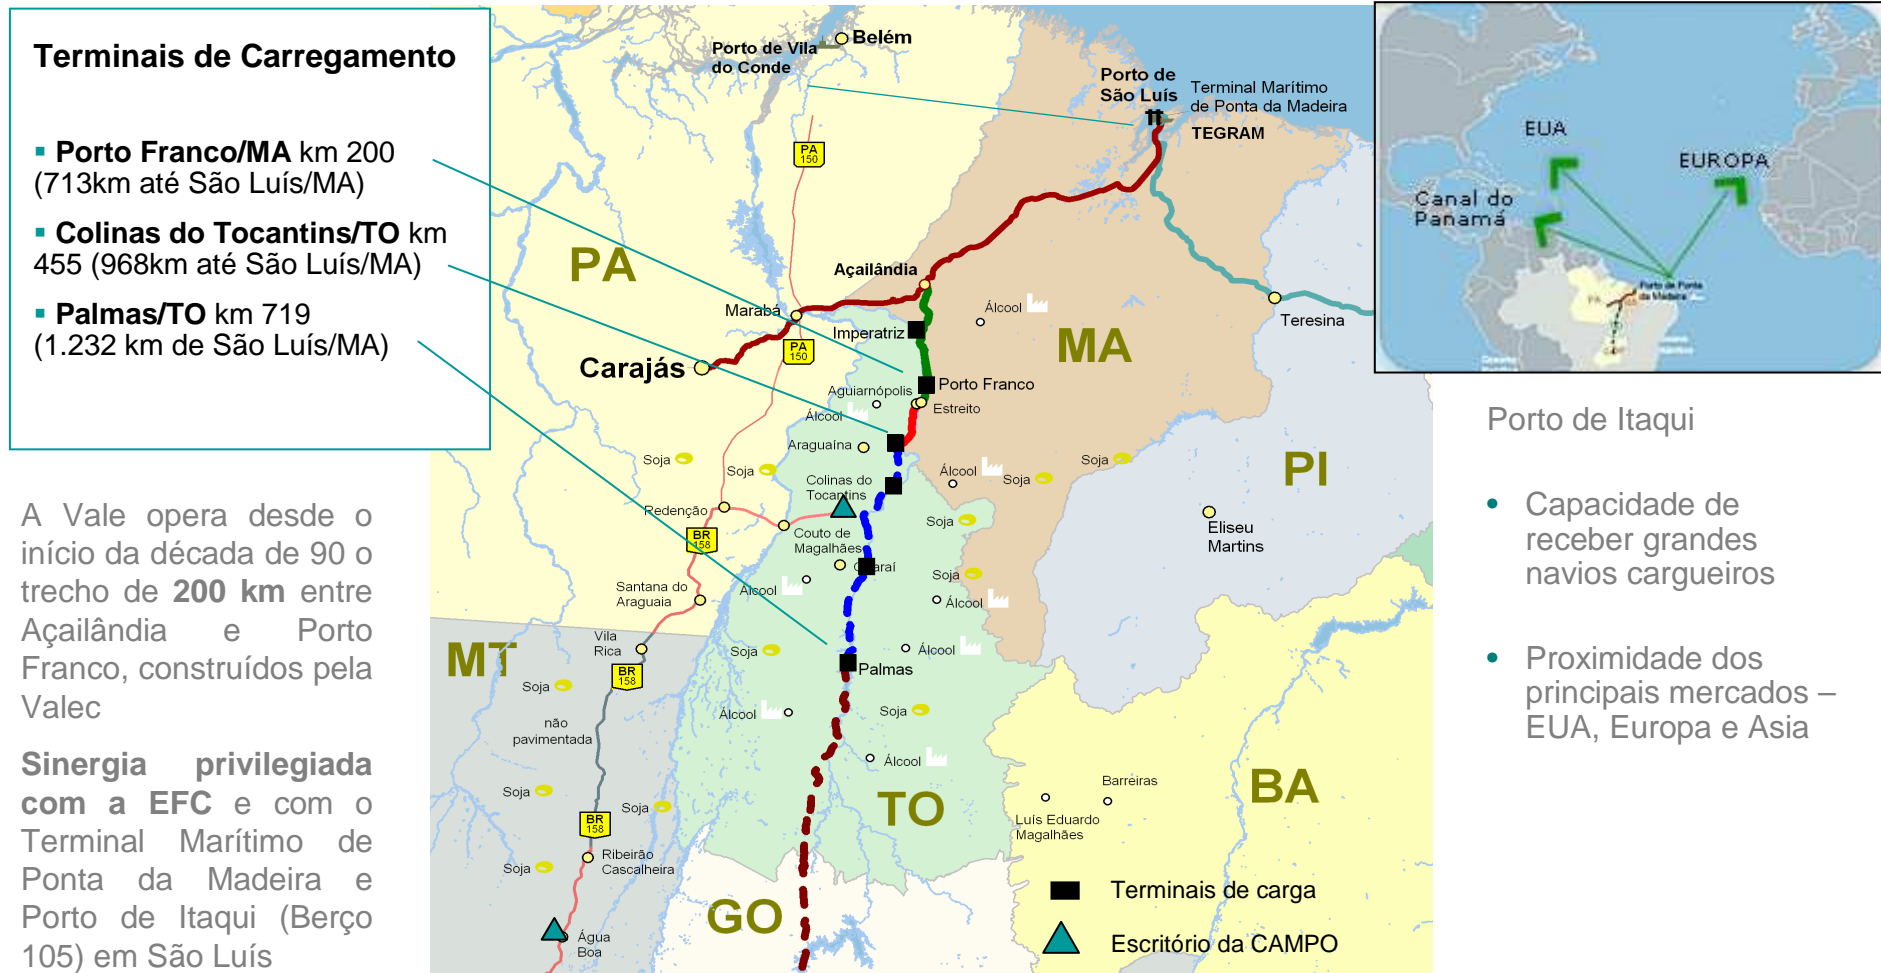 Terminais de Carregamento
▪ Porto Franco/MA km 200
(713km até São Luís/MA)
▪ Colinas do Tocantins/TO km
455 (968km até São Luís/MA)
▪ Palmas/TO km 719
(1.232 km de São Luís/MA)
A Vale opera desde o
início da década de 90 o
trecho de 200 km entre
Açailândia e Porto
Franco, construídos pela
Valec
Sinergia privilegiada
com a EFC e com o
Terminal Marítimo de
Ponta da Madeira e
Porto de Itaqui (Berço
105) em São Luís
Porto de Vila
do Conde
Belém
Porto de
São Luís
Terminal Marítimo
de Ponta da Madeira
TEGRAM
PA
150
PA
Açailândia
Marabá
Imperatriz
Álcool
MA
Teresina
PA
150
Carajás
Porto Franco
Aguiarnópolis
Estreito
Álcool
Araguaína
Soja
Soja
Álcool
Soja
Soja
PI
Colinas do
Tocantins
Redenção
Soja
Eliseu
Martins
BR
158
Couto de
Magalhães
Soja
Álcool
Álcool
Santana do
Araguaia
Vila
Rica
MT
BR
158
Soja
Álcool
Palmas
Soja
Álcool
Soja
não
pavimentada
Álcool
Soja
Soja
TO
BA
Barreiras
Luís Eduardo
Magalhães
BR
158
Ribeirão
Cascalheira
Soja
GO
Água
Boa
Terminais de carga
Escritório da CAMPO
EUA
EUROPA
Canal do
Panamá
PA
Porto de Ponta
da Madeira
Porto de Itaqui
• Capacidade de
receber grandes
navios cargueiros
• Proximidade dos
principais mercados –
EUA, Europa e Asia